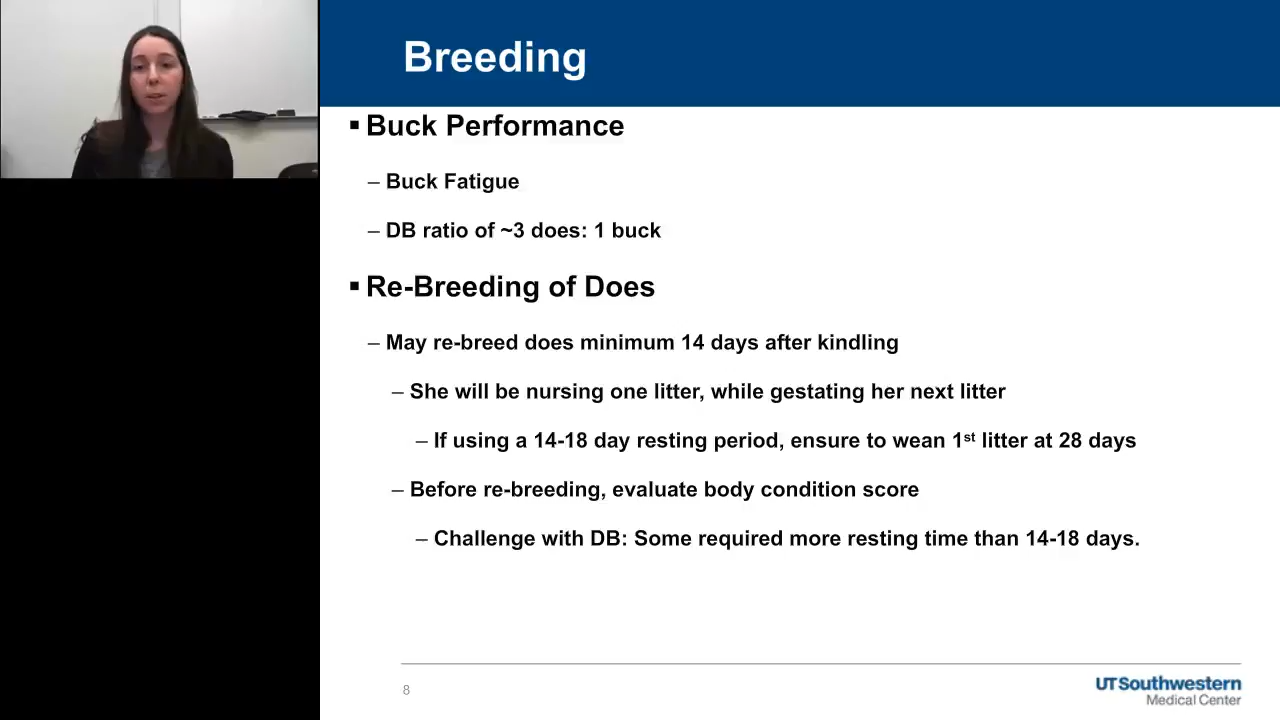 Breeding
▪ Buck Performance
– Buck Fatigue
– DB ratio of ~3 does: 1 buck
▪ Re-Breeding of Does
– May re-breed does minimum 14 days after kindling
– She will be nursing one litter, while gestating her next litter
– If using a 14-18 day resting period, ensure to wean 1st litter at 28 days
– Before re-breeding, evaluate body condition score
– Challenge with DB: Some required more resting time than 14-18 days.
8
UT Southwestern
Medical Center